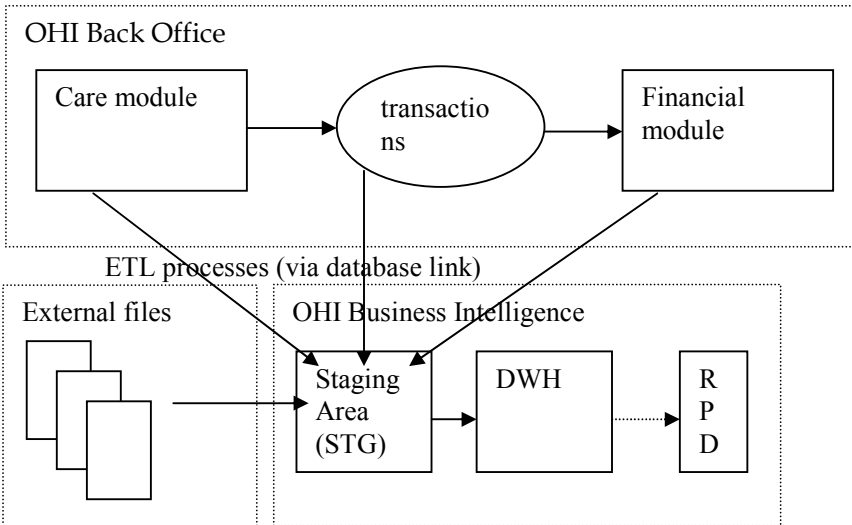 OHI Back Office
Care module
transactio
ns
Financial
module
ETL processes (via database link)
External files
OHI Business Intelligence
Staging
Area
(STG)
DWH
R
P
D